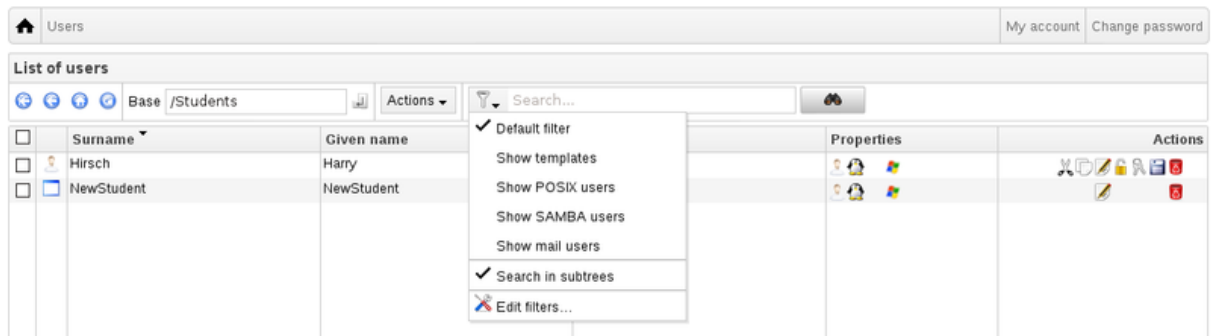 Users
My account Change password
List of users
Base /Students Actions Search...
Surname Given name Properties Actions
Default filter
Show templates
Show POSIX users
Show SAMBA users
Show mail users
Search in subtrees
Edit filters...
Hirsch Harry
NewStudent NewStudent